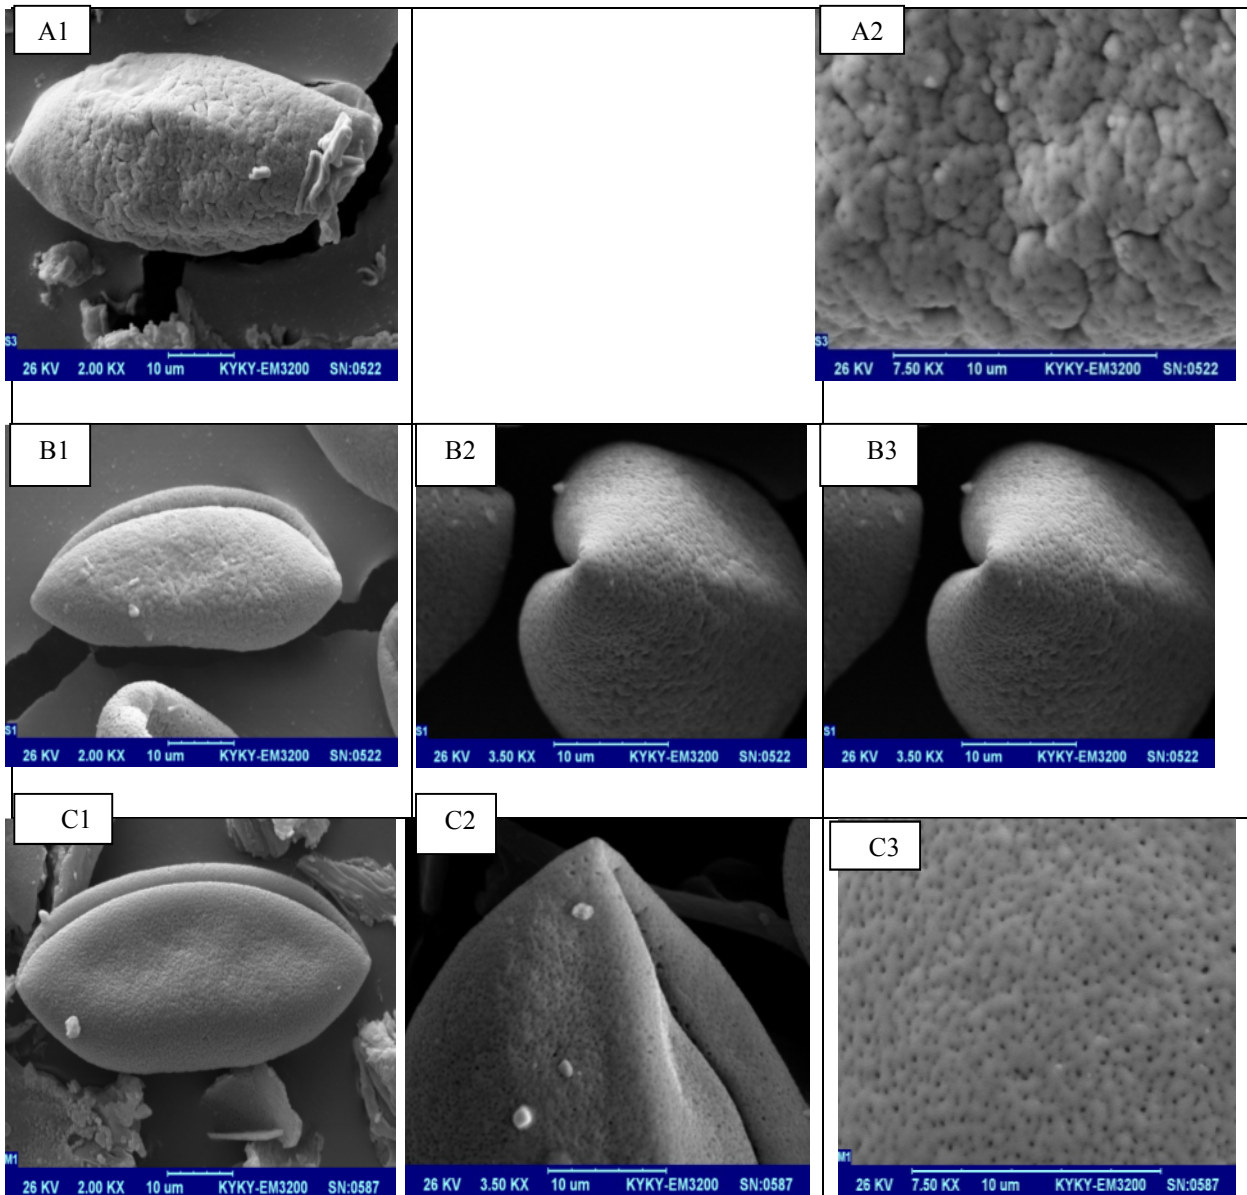 A1
A2
S3
26 KV 2.00 KX 10 um KYKY-EM3200 SN:0522
S3
26 KV 7.50 KX 10 um KYKY-EM3200 SN:0522
B1
B2
B3
S1
26 KV 2.00 KX 10 um KYKY-EM3200 SN:0522
S1
26 KV 3.50 KX 10 um KYKY-EM3200 SN:0522
S1
26 KV 3.50 KX 10 um KYKY-EM3200 SN:0522
C1
C2
C3
M1
26 KV 2.00 KX 10 um KYKY-EM3200 SN:0587
26 KV 3.50 KX 10 um KYKY-EM3200 SN:0587
M1
26 KV 7.50 KX 10 um KYKY-EM3200 SN:0587